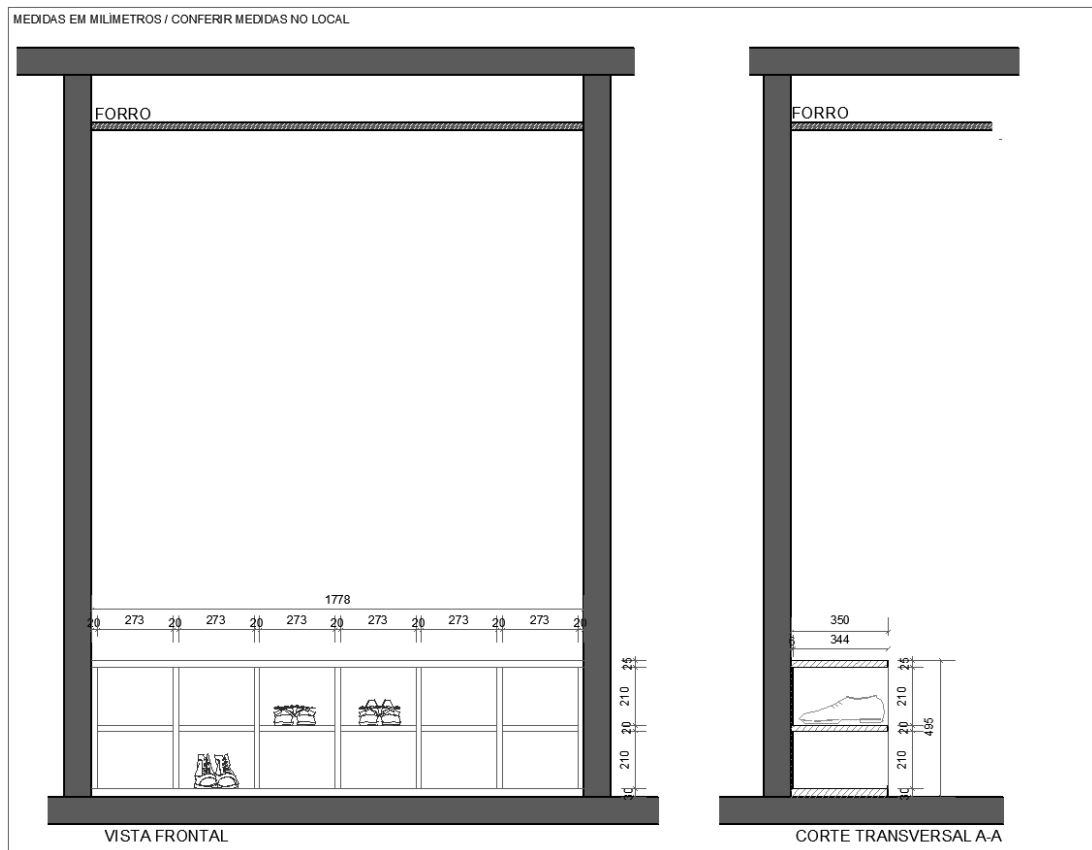 MEDIDAS EM MILÍMETROS / CONFERIR MEDIDAS NO LOCAL
FORRO
FORRO
1778
20 273 20 273 20 273 20 273 20 273 20 273 20
350
5 344
25
210
20
210
30
495
25
210
20
210
30
VISTA FRONTAL
CORTE TRANSVERSAL A-A